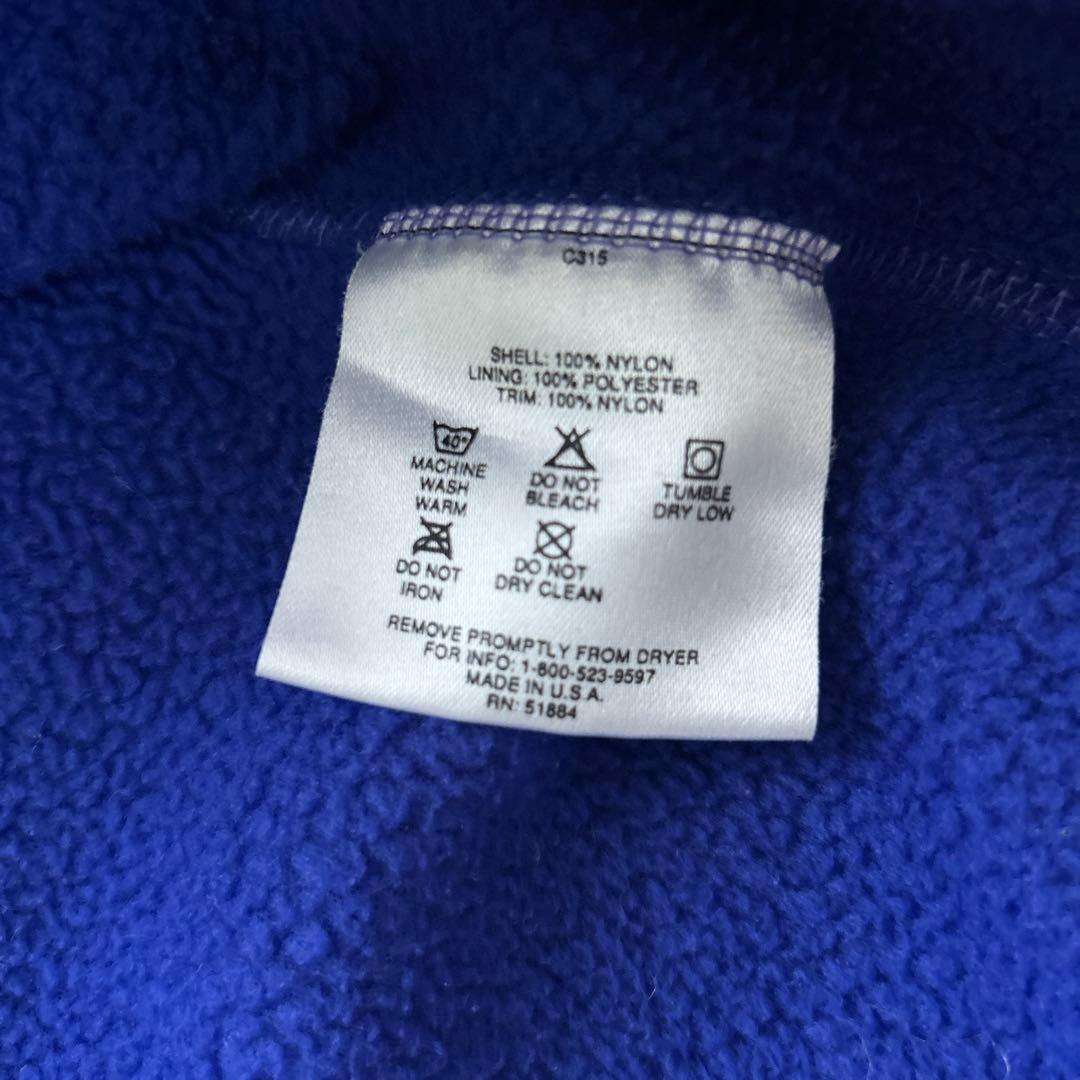 C315
SHELL: 100% NYLON
LINING: 100% POLYESTER
TRIM: 100% NYLON
40°
MACHINE
WASH
WARM
DO NOT
BLEACH
TUMBLE
DRY LOW
DO NOT
IRON
DO NOT
DRY CLEAN
REMOVE PROMPTLY FROM DRYER
FOR INFO: 1-800-523-9597
MADE IN U.S.A.
RN: 51884